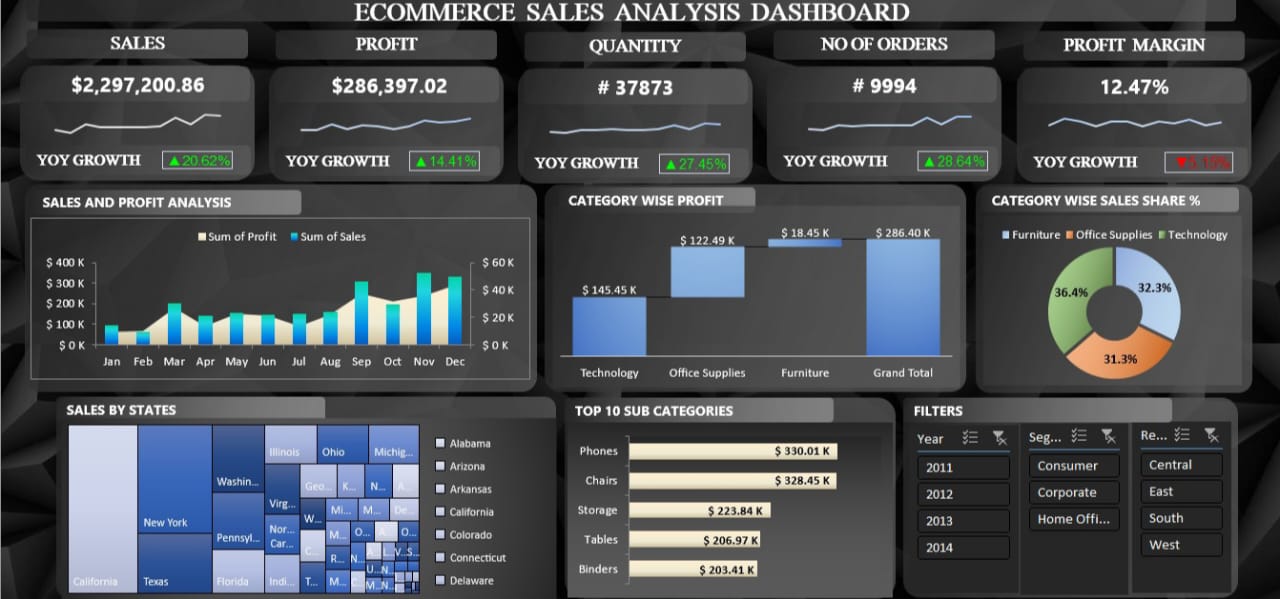 ECOMMERCE SALES ANALYSIS DASHBOARD
SALES
PROFIT
QUANTITY
NO OF ORDERS
PROFIT MARGIN
$2,297,200.86
$286,397.02
# 37873
# 9994
12.47%
YOY GROWTH ▲20.62%
YOY GROWTH ▲14.41%
YOY GROWTH ▲27.45%
YOY GROWTH ▲28.64%
YOY GROWTH
SALES AND PROFIT ANALYSIS
Sum of Profit Sum of Sales
$ 400 K
$ 300 K
$ 200 K
$ 100 K
$ 0 K
$ 60 K
$ 40 K
$ 20 K
$ 0 K
Jan Feb Mar Apr May Jun Jul Aug Sep Oct Nov Dec
CATEGORY WISE PROFIT
$ 145.45 K
$ 122.49 K
$ 18.45 K
$ 286.40 K
Technology Office Supplies Furniture Grand Total
CATEGORY WISE SALES SHARE %
Furniture Office Supplies Technology
36.4%
32.3%
31.3%
SALES BY STATES
California
New York
Texas
Washin...
Pennsyl...
Florida
Illinois
Ohio
Michig...
Virg...
Nor...
Car...
Indi...
Geo...
K...
N...
A...
W...
C...
T...
Mi...
M...
De...
M...
O...
O...
R...
N...
M...
Alabama
Arizona
Arkansas
California
Colorado
Connecticut
Delaware
TOP 10 SUB CATEGORIES
Phones $ 330.01 K
Chairs $ 328.45 K
Storage $ 223.84 K
Tables $ 206.97 K
Binders $ 203.41 K
FILTERS
Year
2011
2012
2013
2014
Seg...
Consumer
Corporate
Home Offi...
Re...
Central
East
South
West